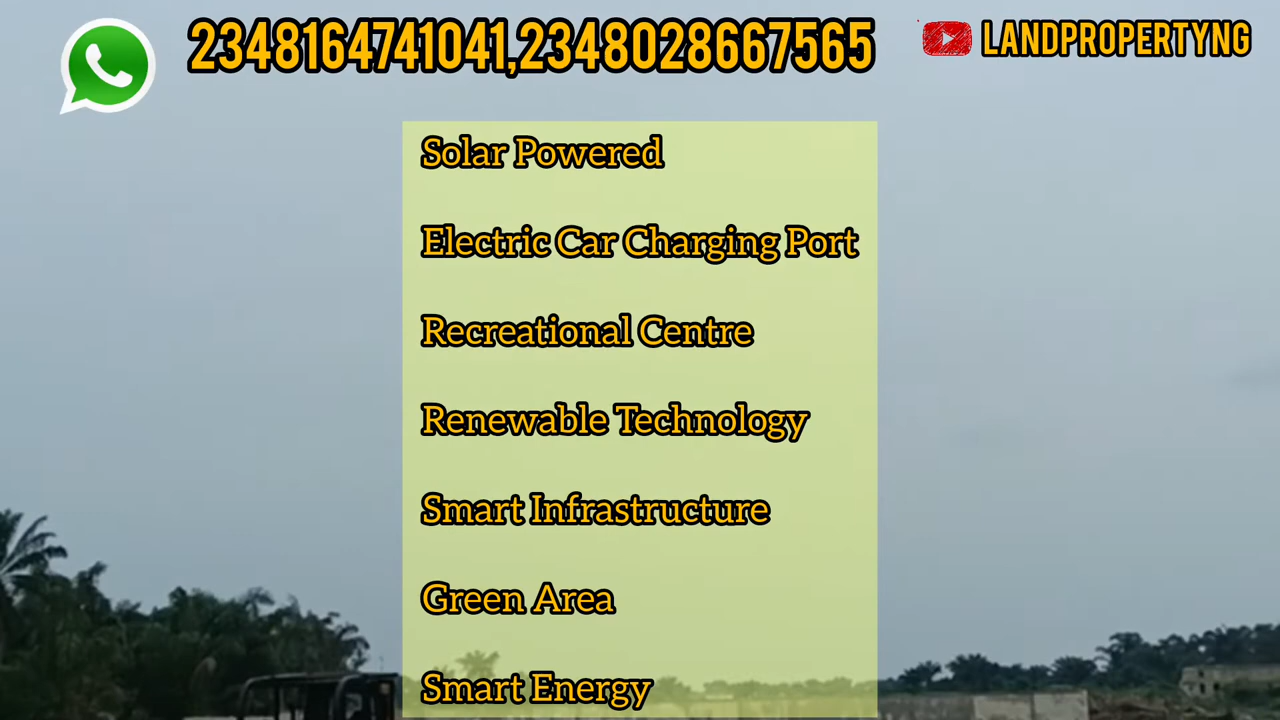 2348164741041,2348028667565
LANDPROPERTYNG
Solar Powered
Electric Car Charging Port
Recreational Centre
Renewable Technology
Smart Infrastructure
Green Area
Smart Energy